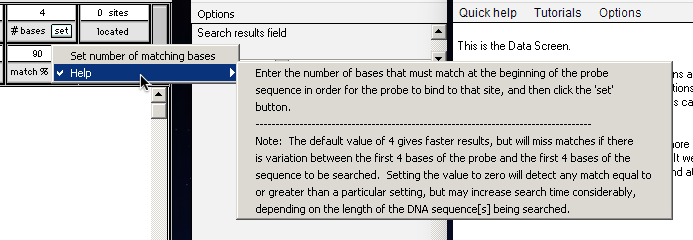 4
0 sites
# bases
set
located
90
match %
Options
Search results field
Quick help Tutorials Options
This is the Data Screen.
Set number of matching bases
Help
Enter the number of bases that must match at the beginning of the probe
sequence in order for the probe to bind to that site, and then click the 'set'
button.
--------------------------------------------------------------------------------
Note: The default value of 4 gives faster results, but will miss matches if there
is variation between the first 4 bases of the probe and the first 4 bases of the
sequence to be searched. Setting the value to zero will detect any match equal to
or greater than a particular setting, but may increase search time considerably,
depending on the length of the DNA sequence[s] being searched.